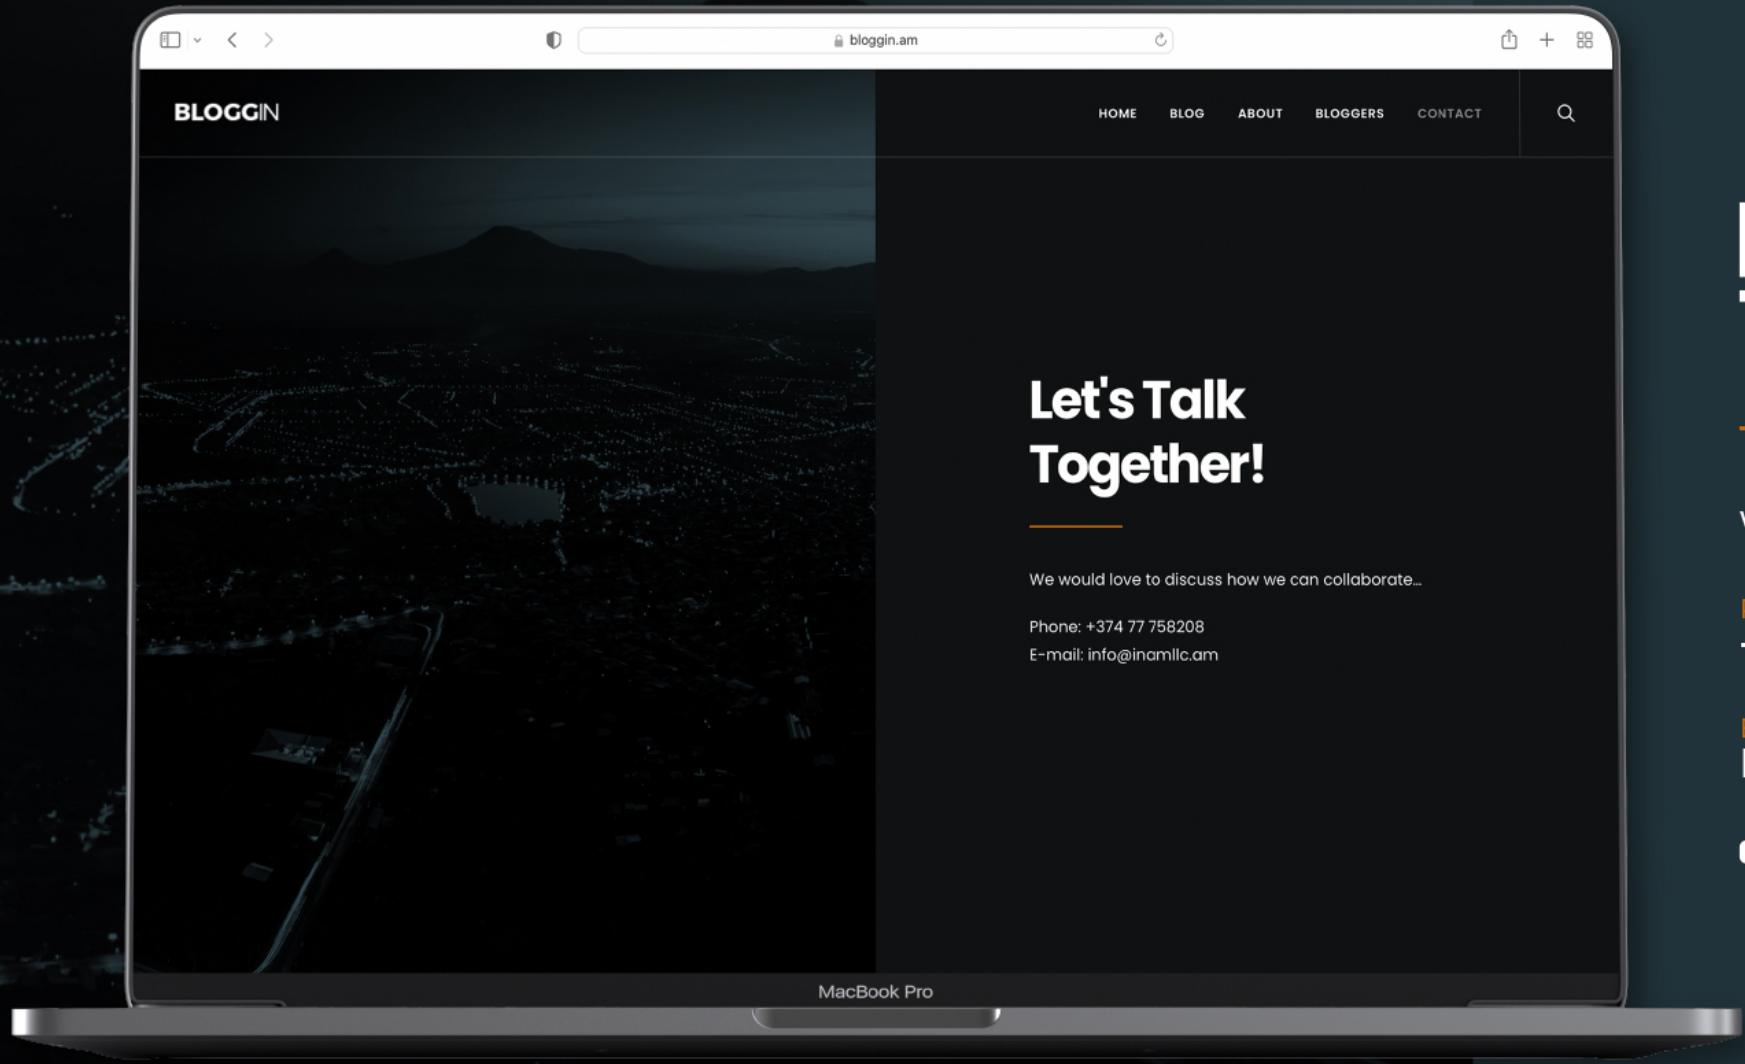 bloggin.am
BLOGGIN
HOME BLOG ABOUT BLOGGERS CONTACT
Let's Talk
Together!
We would love to discuss how we can collaborate...
Phone: +374 77 758208
E-mail: info@inamllc.am
MacBook Pro